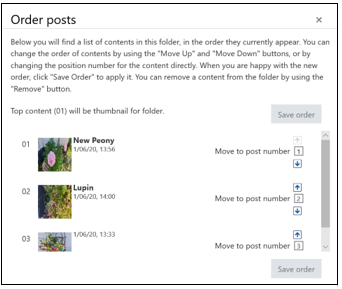 Order posts ×
Below you will find a list of contents in this folder, in the order they currently appear. You can
change the order of contents by using the "Move Up" and "Move Down" buttons, or by
changing the position number for the content directly. When you are happy with the new
order, click "Save Order" to apply it. You can remove a content from the folder by using the
"Remove" button.
Top content (01) will be thumbnail for folder.
Save order
01
New Peony
1/06/20, 13:56
Move to post number 1
02
Lupin
1/06/20, 14:00
Move to post number 2
03
1/06/20, 13:33
Move to post number 3
Save order